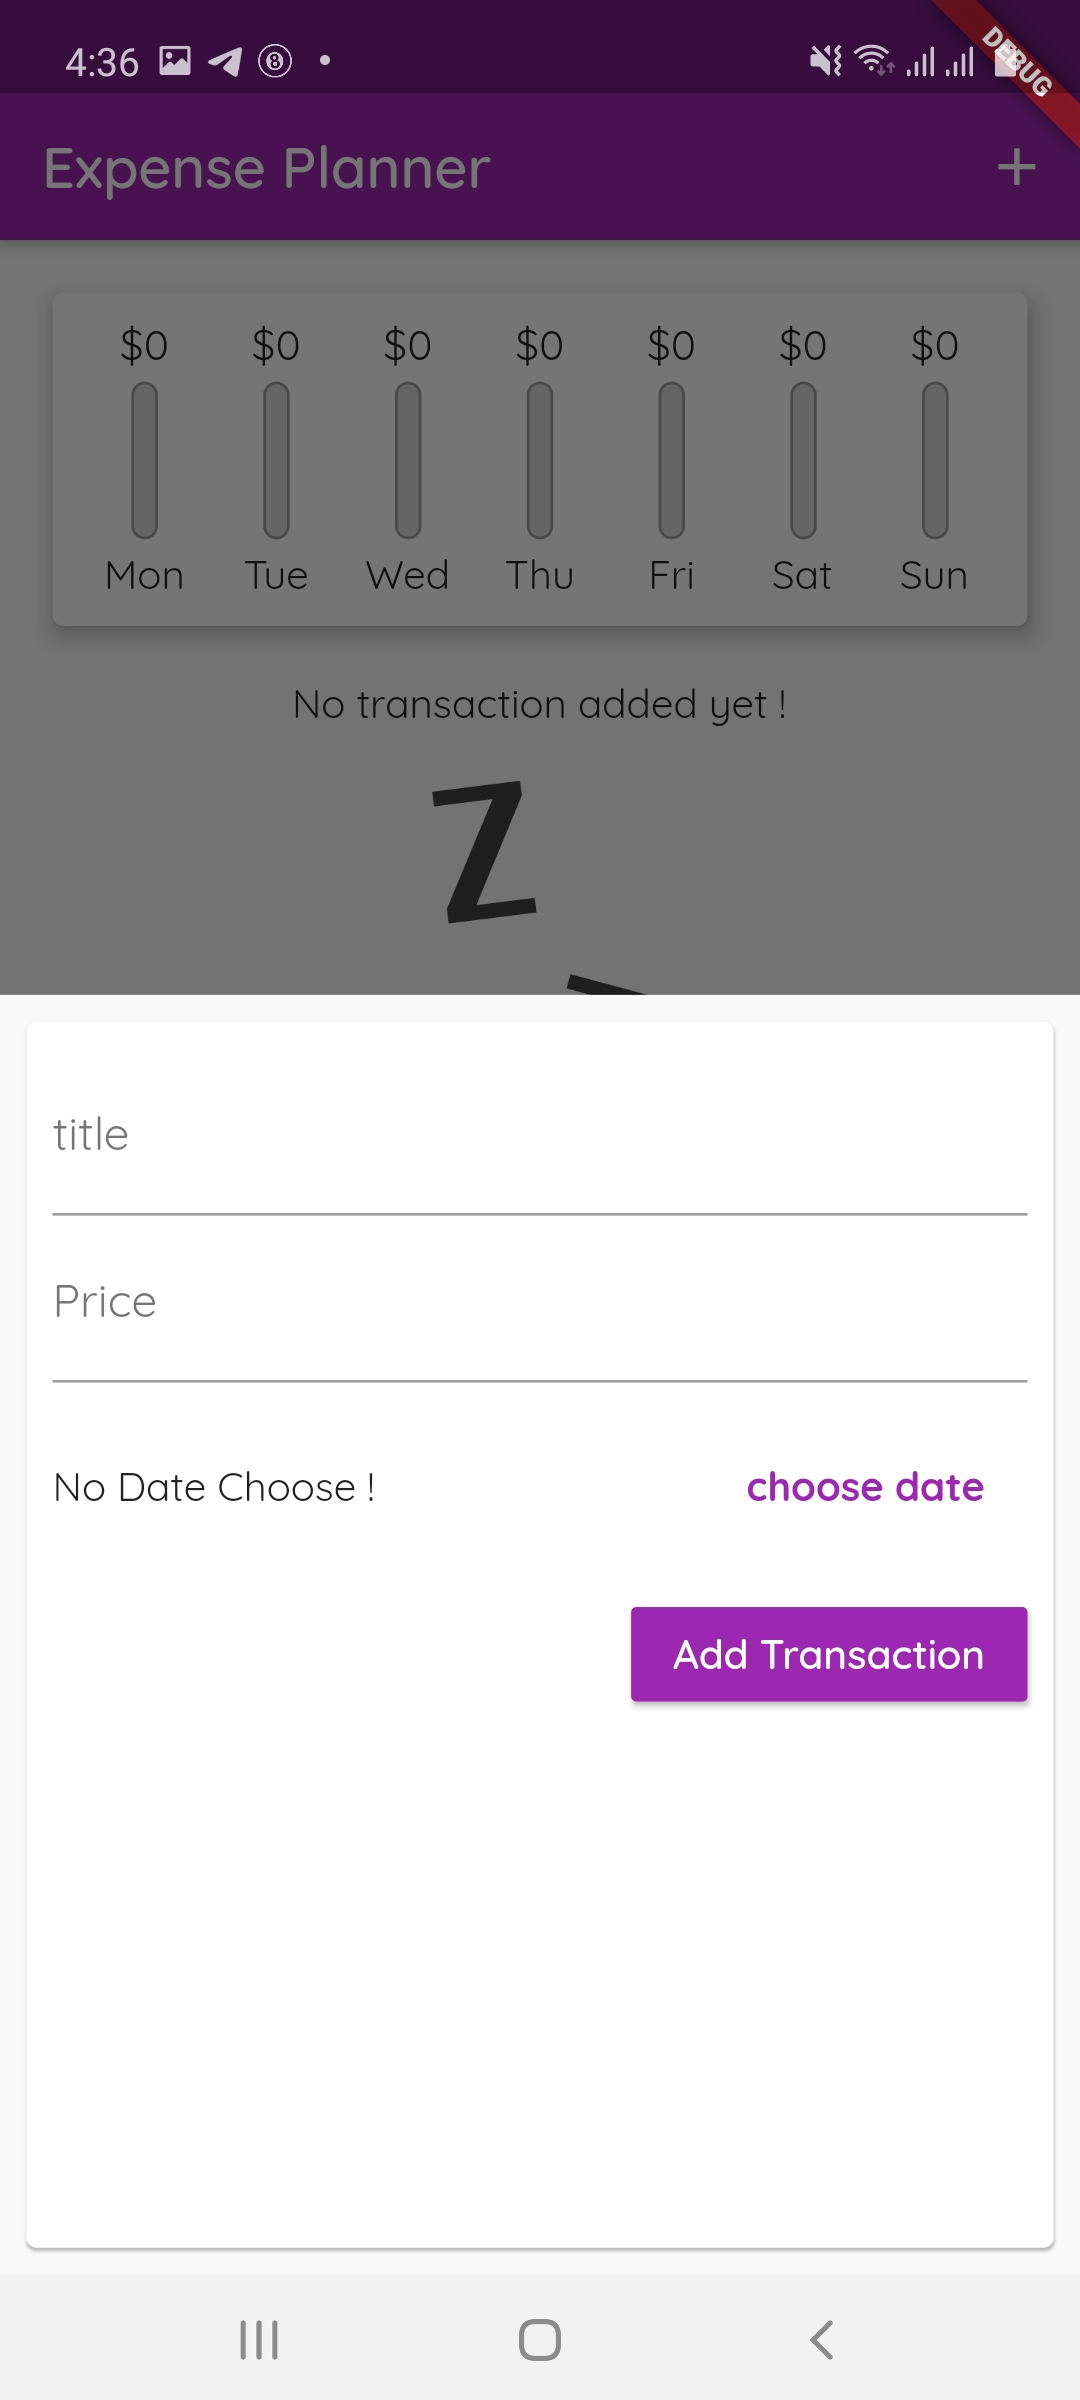 4:36
DEBUG
Expense Planner
$0 $0 $0 $0 $0 $0 $0
Mon Tue Wed Thu Fri Sat Sun
No transaction added yet !
Z
title
Price
No Date Choose ! choose date
Add Transaction